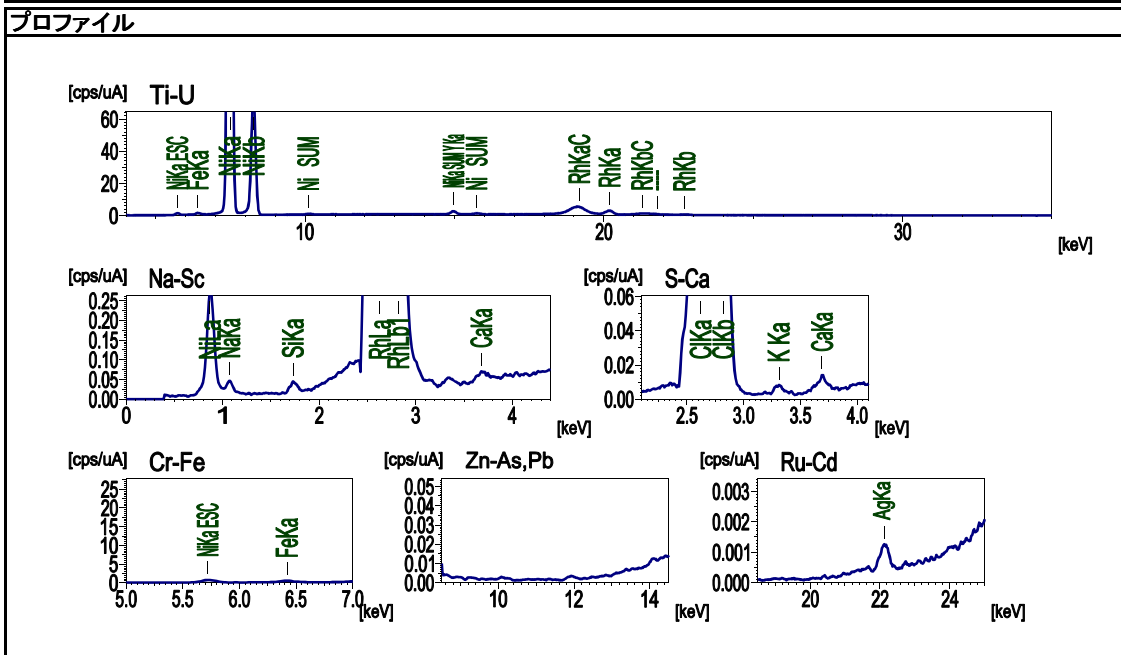 プロファイル
[cps/uA] Ti-U
60
40
20
0
NiKa ESC
FeKa
NiKa
NiKb
Ni SUM
NiKa SUM Y Ka
Ni SUM
RhKaC
RhKa
RhKbC
RhKb
10 20 30
[keV]
[cps/uA] Na-Sc
0.25
0.20
0.15
0.10
0.05
0.00
NiLa
NaKa
SiKa
RhLa
RhLb1
CaKa
0 1 2 3 4
[keV]
[cps/uA] S-Ca
0.06
0.04
0.02
0.00
ClKa
ClKb
K Ka
CaKa
2.5 3.0 3.5 4.0
[keV]
[cps/uA] Cr-Fe
25
20
15
10
5
0
NiKa ESC
FeKa
5.0 5.5 6.0 6.5 7.0
[keV]
[cps/uA] Zn-As,Pb
0.05
0.04
0.03
0.02
0.01
0.00
10 12 14
[keV]
[cps/uA] Ru-Cd
0.003
0.002
0.001
0.000
AgKa
20 22 24
[keV]